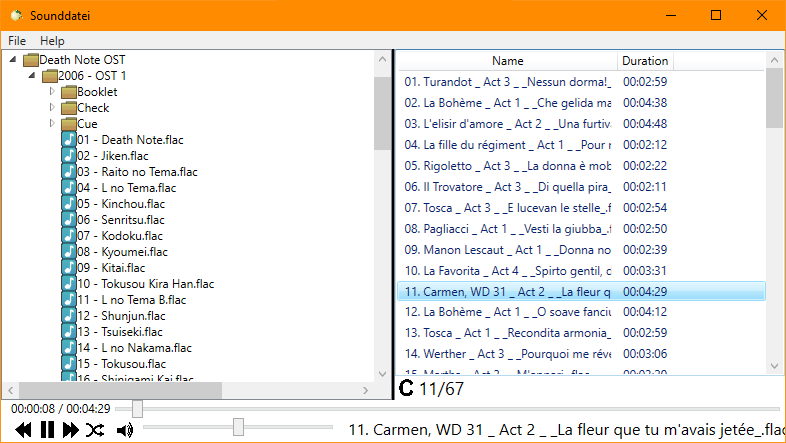 Sounddatei
File Help
Death Note OST
2006 - OST 1
Booklet
Check
Cue
01 - Death Note.flac
02 - Jiken.flac
03 - Raito no Tema.flac
04 - L no Tema.flac
05 - Kinchou.flac
06 - Senritsu.flac
07 - Kodoku.flac
08 - Kyoumei.flac
09 - Kitai.flac
10 - Tokusou Kira Han.flac
11 - L no Tema B.flac
12 - Shunjun.flac
13 - Tsuiseki.flac
14 - L no Nakama.flac
15 - Tokusou.flac
16 - Shinigami Kai.flac
Name Duration
01. Turandot _ Act 3 _ _Nessun dorma!_ 00:02:59
02. La Bohème _ Act 1 _ _Che gelida ma 00:04:38
03. L'elisir d'amore _ Act 2 _ _Una furtiva 00:04:48
04. La fille du régiment _ Act 1 _ _Pour r 00:02:12
05. Rigoletto _ Act 3 _ _La donna è mob 00:02:22
06. Il Trovatore _ Act 3 _ _Di quella pira_ 00:02:11
07. Tosca _ Act 3 _ _E lucevan le stelle_.f 00:02:54
08. Pagliacci _ Act 1 _ _Vesti la giubba_.f 00:02:50
09. Manon Lescaut _ Act 1 _ _Donna no 00:02:39
10. La Favorita _ Act 4 _ _Spirto gentil, d 00:03:31
11. Carmen, WD 31 _ Act 2 _ _La fleur q 00:04:29
12. La Bohème _ Act 1 _ _O soave fanciu 00:04:12
13. Tosca _ Act 1 _ _Recondita armonia_ 00:02:59
14. Werther _ Act 3 _ _Pourquoi me réve 00:03:06
11/67
00:00:08 / 00:04:29
11. Carmen, WD 31 _ Act 2 _ _La fleur que tu m'avais jetée_.flac